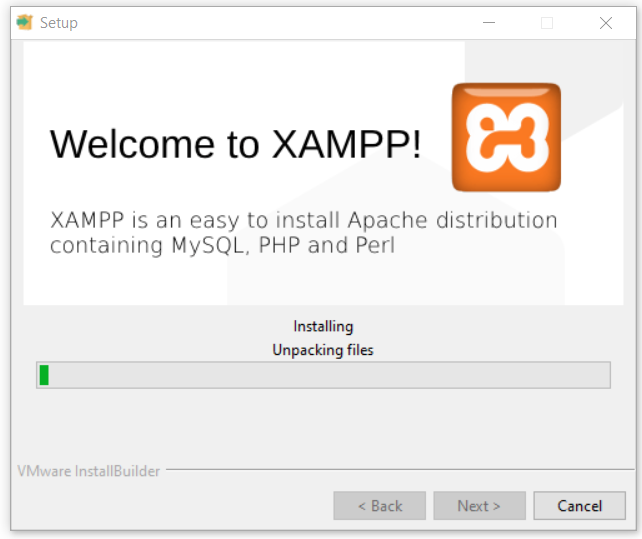 Setup
Welcome to XAMPP!
XAMPP is an easy to install Apache distribution
containing MySQL, PHP and Perl
Installing
Unpacking files
VMware InstallBuilder
< Back
Next >
Cancel